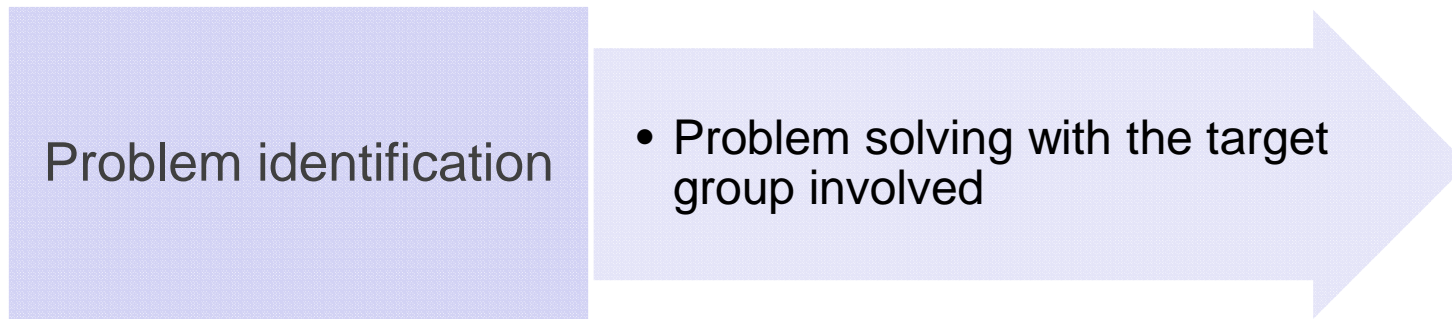 Problem identification
• Problem solving with the target
group involved